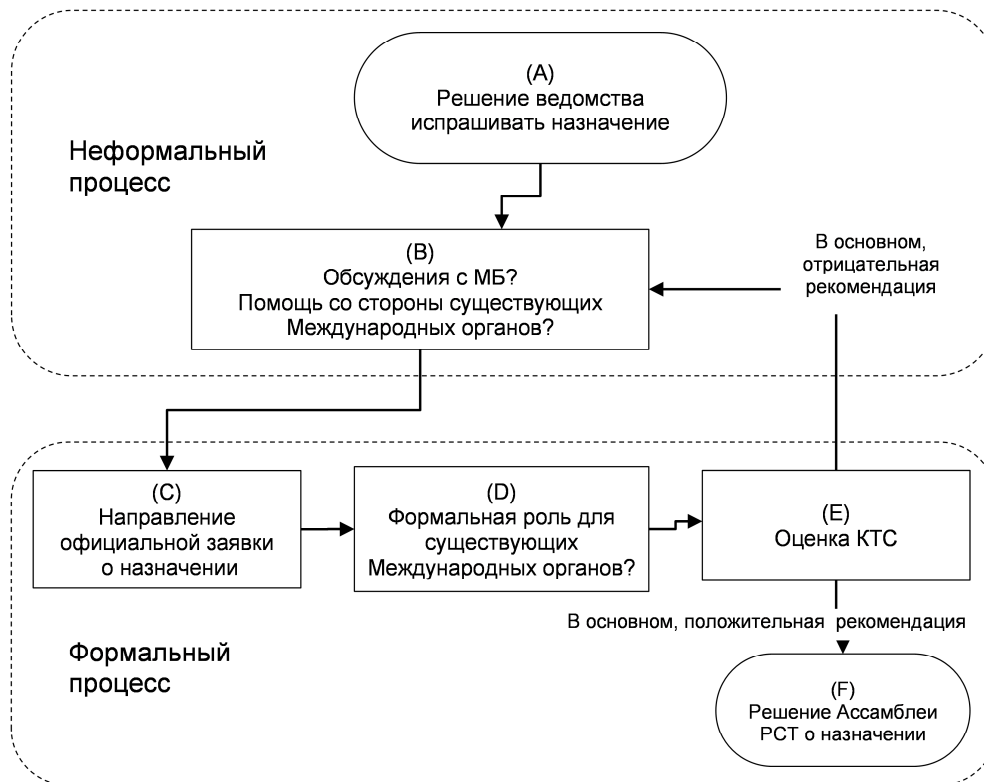 (A)
Решение ведомства
испрашивать назначение
Неформальный
процесс
(B)
Обсуждения с МБ?
Помощь со стороны существующих
Международных органов?
В основном,
отрицательная
рекомендация
(C)
Направление
официальной заявки
о назначении
(D)
Формальная роль для
существующих
Международных органов?
(E)
Оценка КТС
В основном, положительная рекомендация
Формальный
процесс
(F)
Решение Ассамблеи
РСТ о назначении